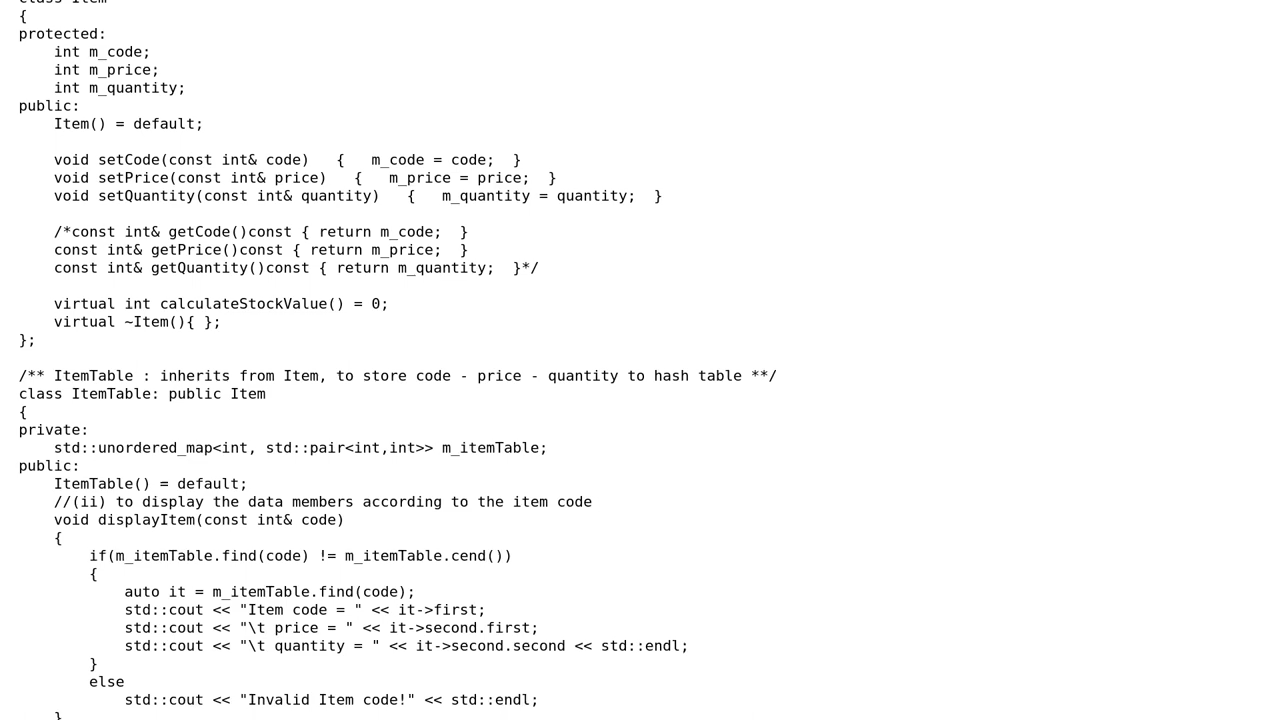 class Item
{
protected:
    int m_code;
    int m_price;
    int m_quantity;
public:
    Item() = default;

    void setCode(const int& code)   {   m_code = code;  }
    void setPrice(const int& price)   {   m_price = price;  }
    void setQuantity(const int& quantity)   {   m_quantity = quantity;  }

    /*const int& getCode()const { return m_code;  }
    const int& getPrice()const { return m_price;  }
    const int& getQuantity()const { return m_quantity;  }*/

    virtual int calculateStockValue() = 0;
    virtual ~Item(){ };
};

/** ItemTable : inherits from Item, to store code - price - quantity to hash table **/
class ItemTable: public Item
{
private:
    std::unordered_map<int, std::pair<int,int>> m_itemTable;
public:
    ItemTable() = default;
    //(ii) to display the data members according to the item code
    void displayItem(const int& code)
    {
        if(m_itemTable.find(code) != m_itemTable.cend())
        {
            auto it = m_itemTable.find(code);
            std::cout << "Item code = " << it->first;
            std::cout << "\t price = " << it->second.first;
            std::cout << "\t quantity = " << it->second.second << std::endl;
        }
        else
            std::cout << "Invalid Item code!" << std::endl;
    }